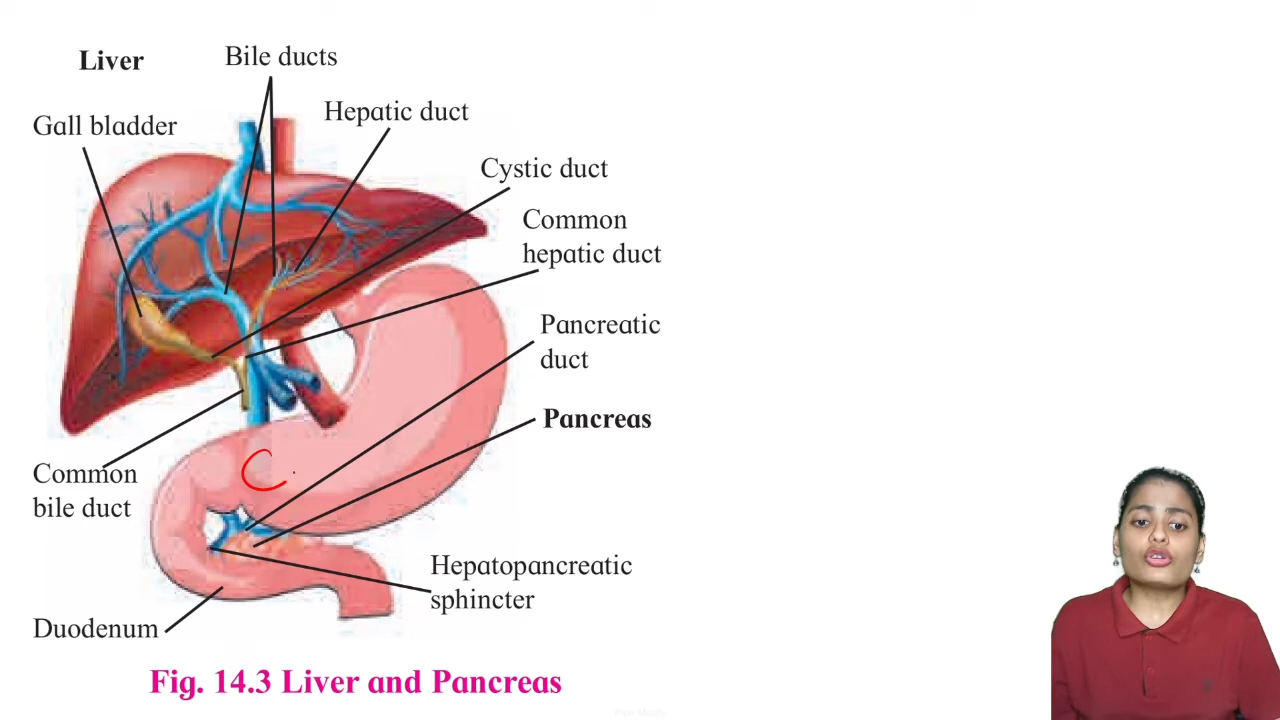 Liver
Bile ducts
Gall bladder
Hepatic duct
Cystic duct
Common
hepatic duct
Pancreatic
duct
Pancreas
Common
bile duct
Hepatopancreatic
sphincter
Duodenum
Fig. 14.3 Liver and Pancreas